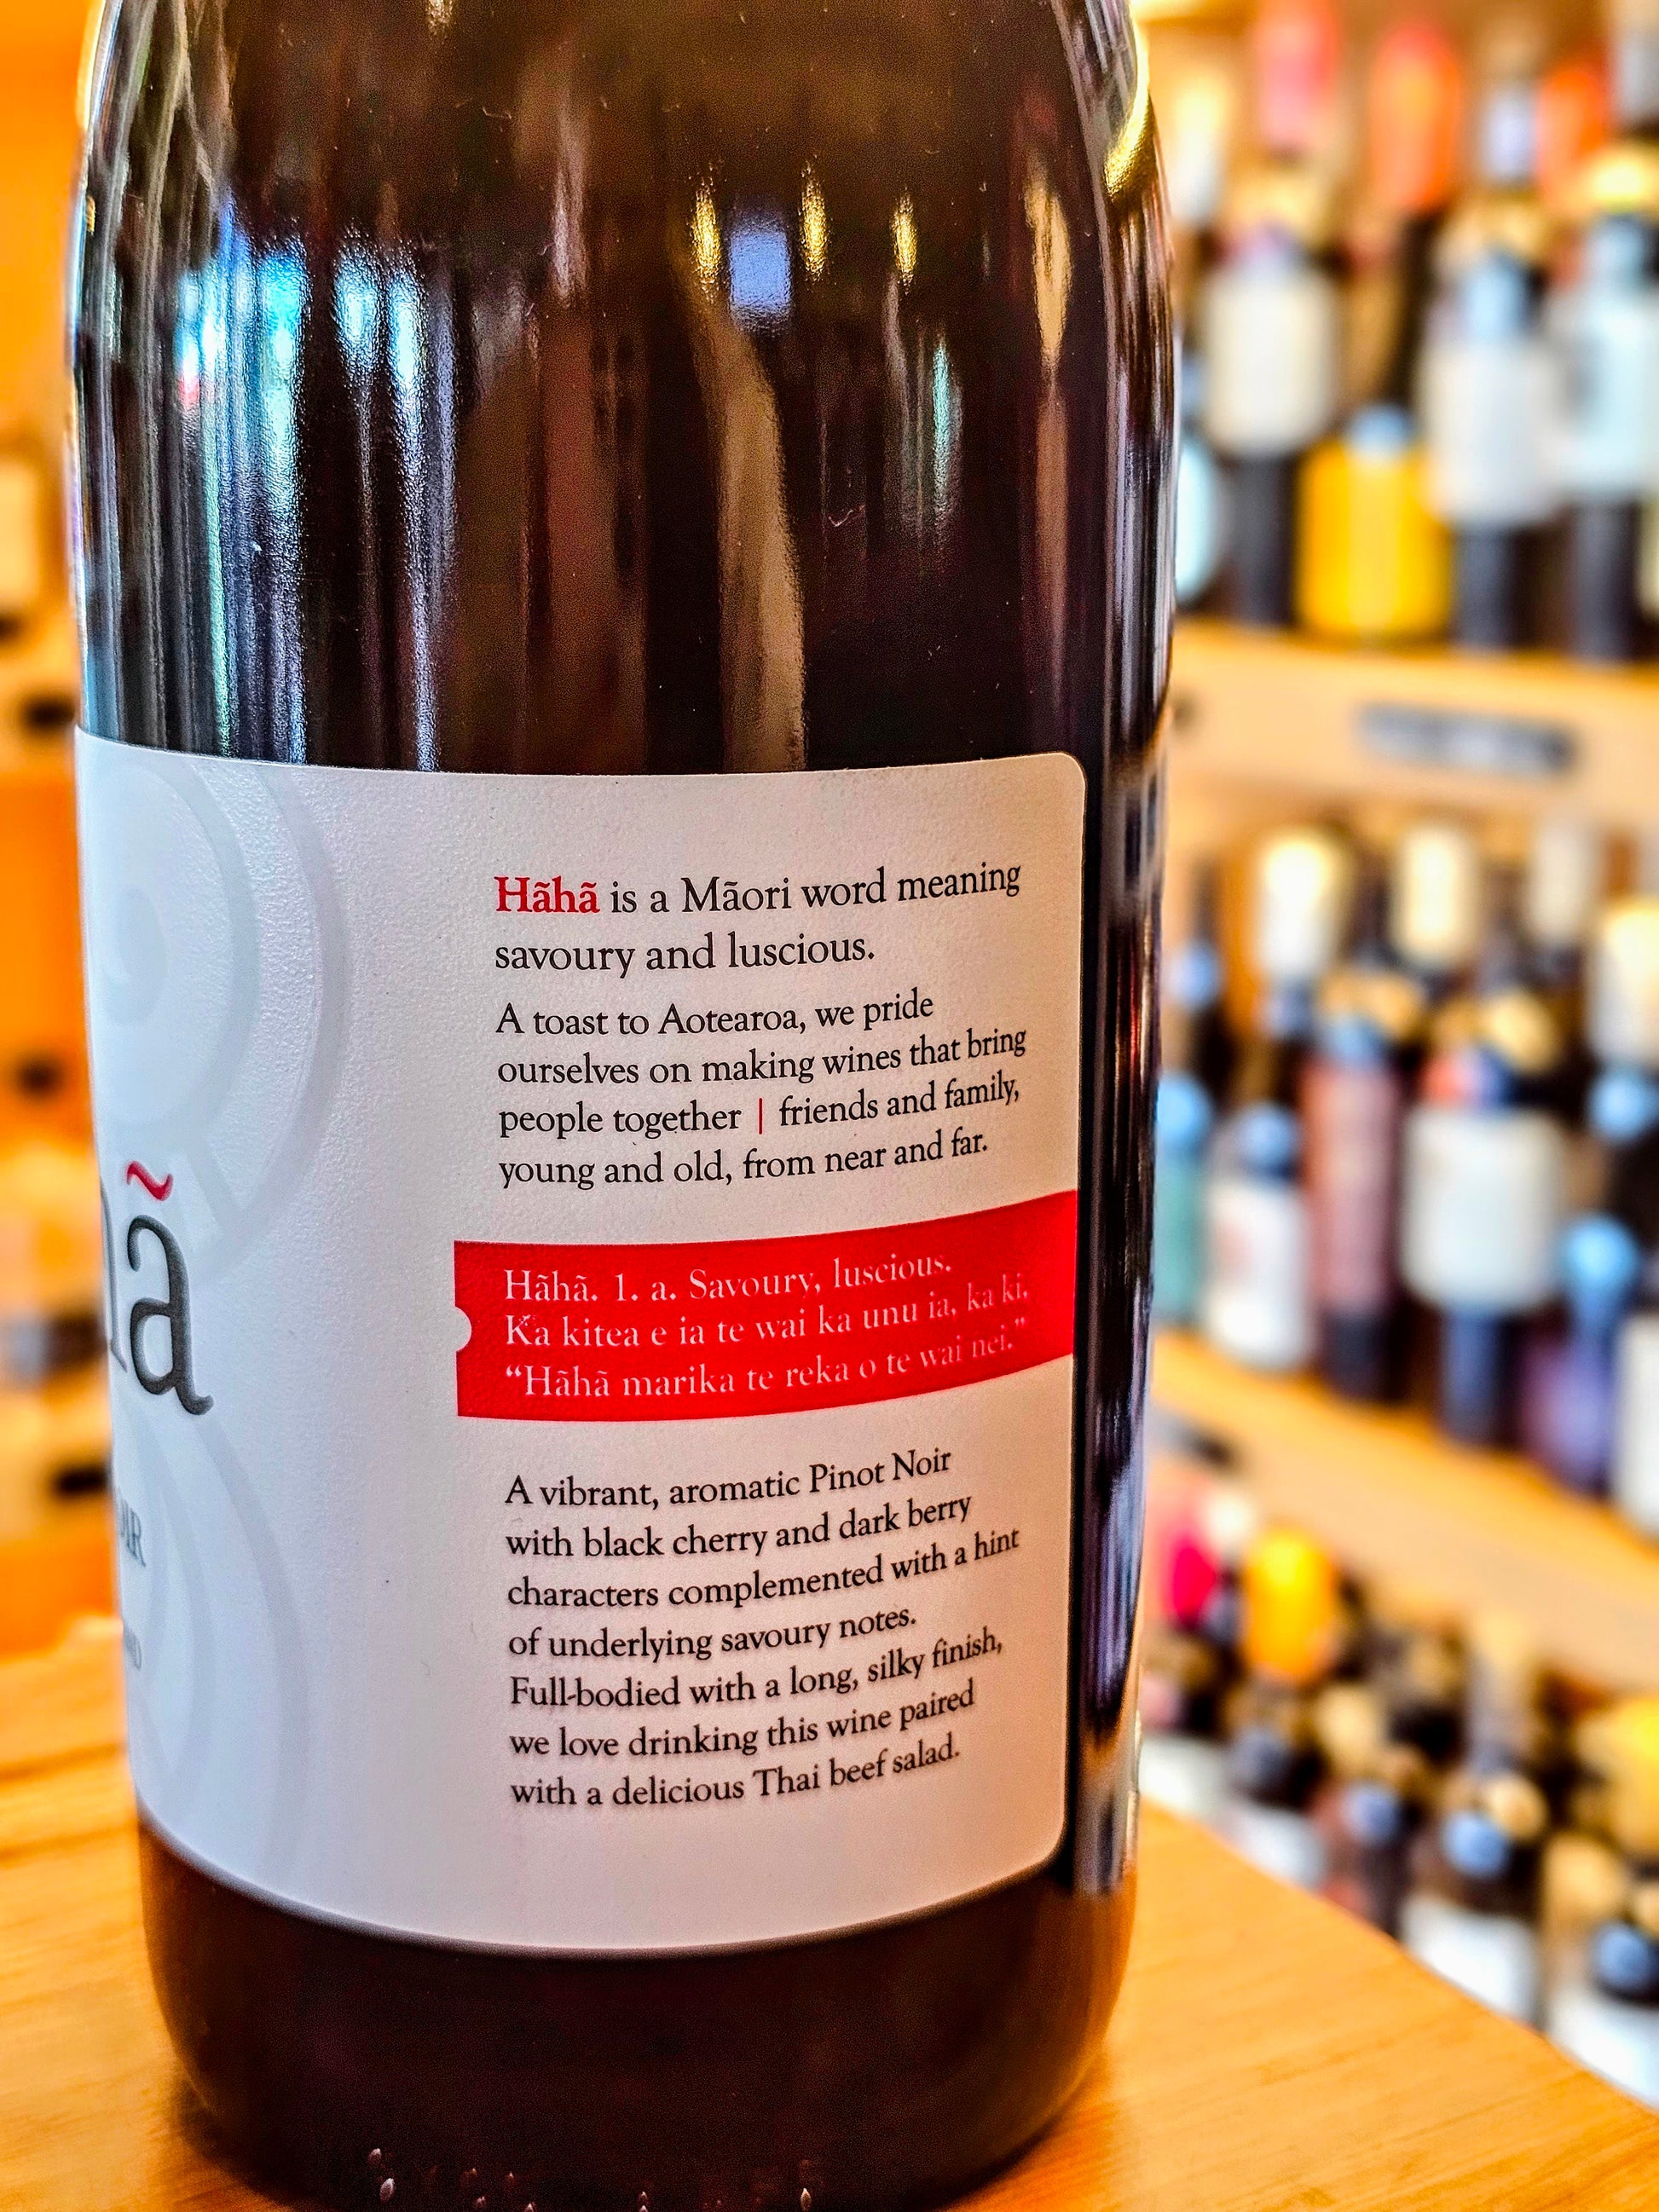 Hãhã is a Mãori word meaning
savoury and luscious.
A toast to Aotearoa, we pride
ourselves on making wines that bring
people together | friends and family,
young and old, from near and far.
Hãhã. 1. a. Savoury, luscious.
Ka kitea e ia te wai ka unu ia, ka ki,
“Hãhã marika te reka o te wai nei.”
A vibrant, aromatic Pinot Noir
with black cherry and dark berry
characters complemented with a hint
of underlying savoury notes.
Full-bodied with a long, silky finish,
we love drinking this wine paired
with a delicious Thai beef salad.